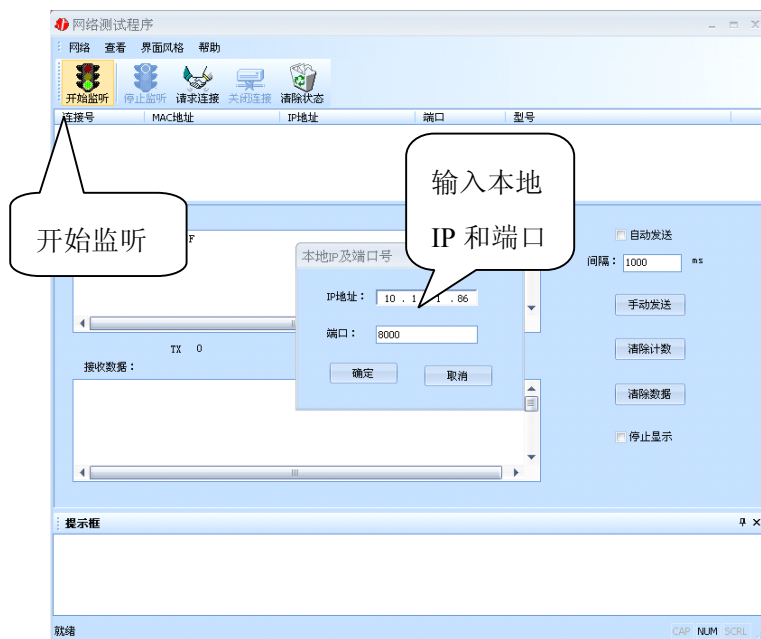 网络测试程序
网络 查看 界面风格 帮助
开始监听 停止监听 请求连接 关闭连接 清除状态
连接号 MAC地址 IP地址 端口 型号
输入本地
IP 和端口
开始监听
F
自动发送
本地IP及端口号
间隔： 1000 ms
IP地址： 10 . 1 . 1 . 86
手动发送
端口： 8000
TX 0
清除计数
接收数据：
确定 取消
清除数据
停止显示
提示框
就绪 CAP NUM SCRL